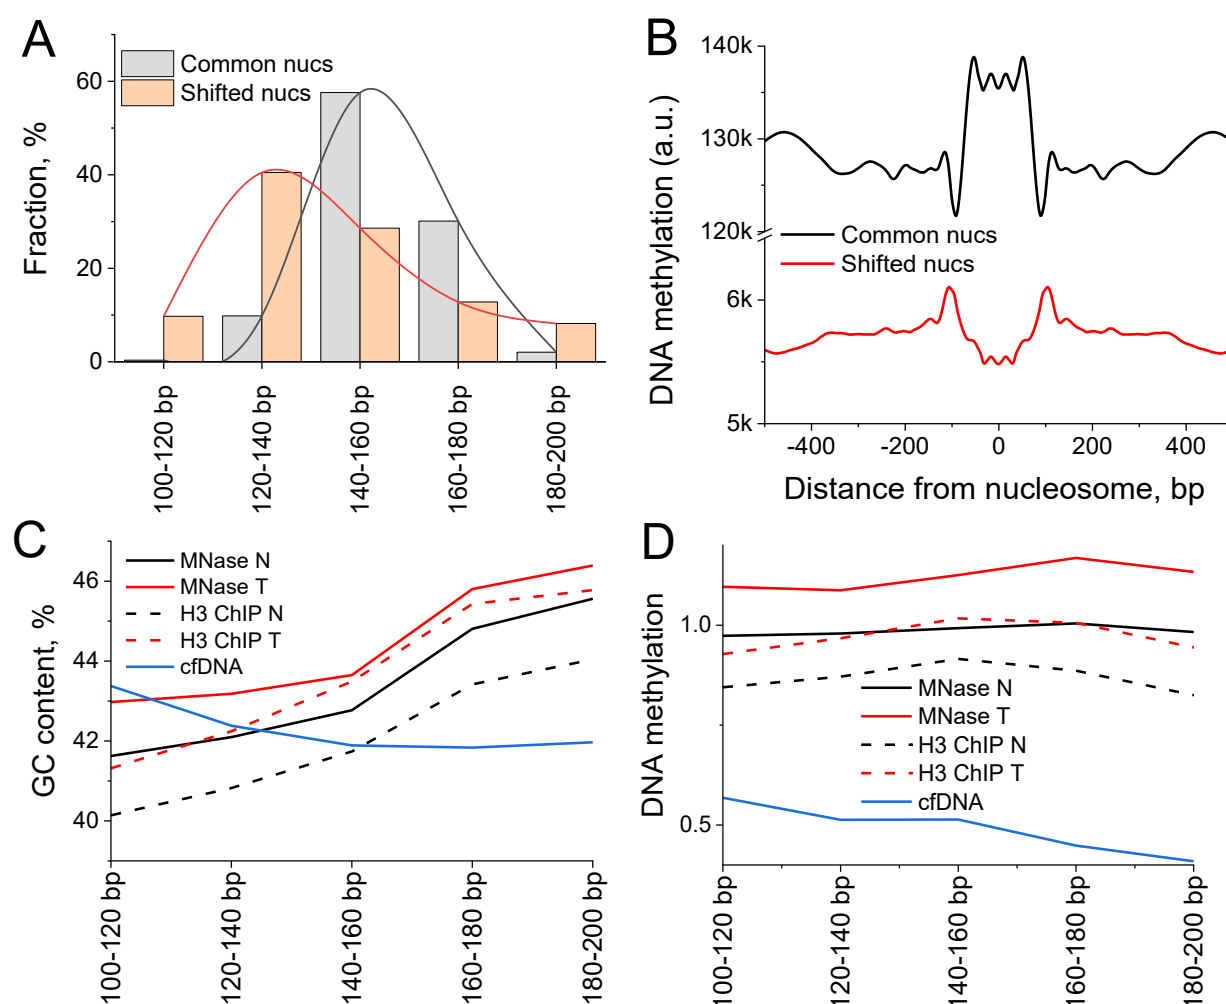 A
Common nucs
Shifted nucs
Fraction, %
60
40
20
0
100-120 bp
120-140 bp
140-160 bp
160-180 bp
180-200 bp
B
DNA methylation (a.u.)
140k
130k
120k
Common nucs
Shifted nucs
6k
5k
-400
-200
0
200
400
Distance from nucleosome, bp
C
MNase N
MNase T
H3 ChIP N
H3 ChIP T
cfDNA
GC content, %
46
44
42
40
100-120 bp
120-140 bp
140-160 bp
160-180 bp
180-200 bp
D
DNA methylation
1.0
0.5
MNase N
MNase T
H3 ChIP N
H3 ChIP T
cfDNA
100-120 bp
120-140 bp
140-160 bp
160-180 bp
180-200 bp